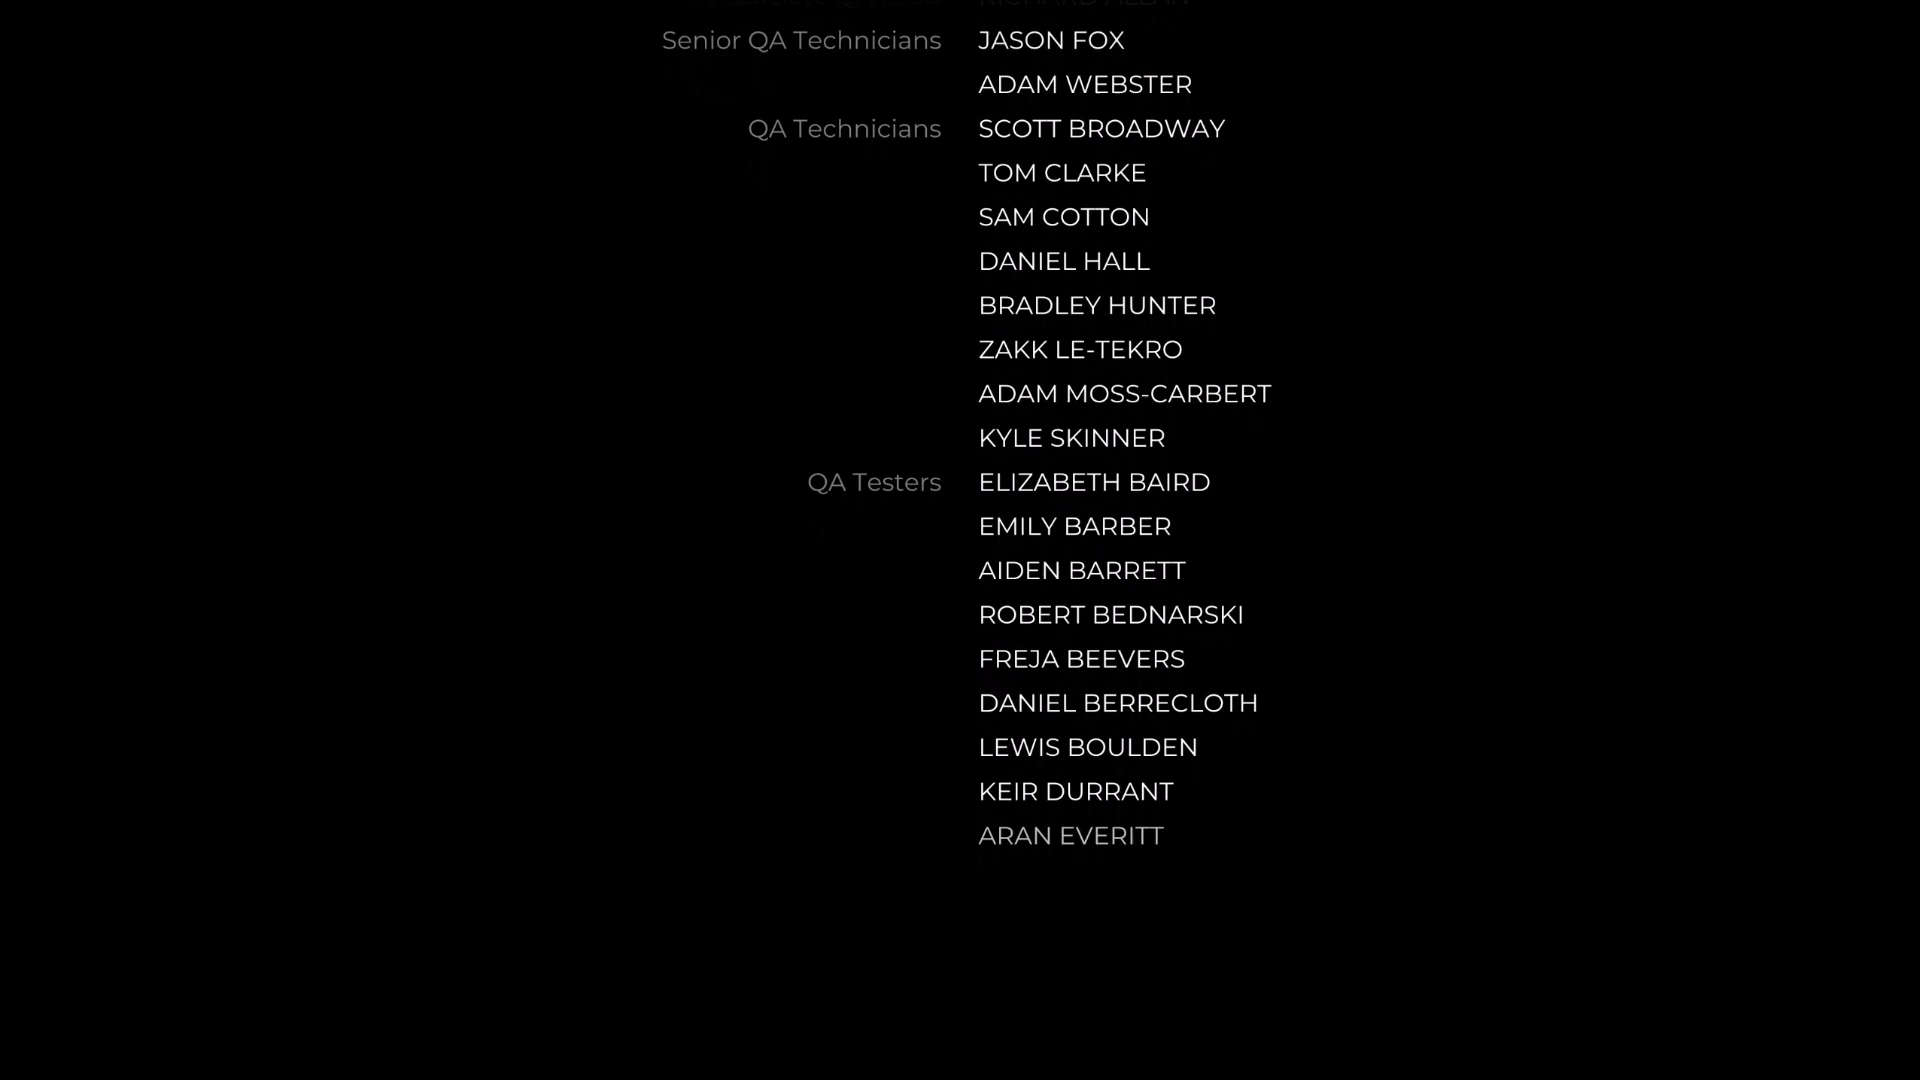 RICHARD ALLAN
Senior QA Technicians JASON FOX
ADAM WEBSTER
QA Technicians SCOTT BROADWAY
TOM CLARKE
SAM COTTON
DANIEL HALL
BRADLEY HUNTER
ZAKK LE-TEKRO
ADAM MOSS-CARBERT
KYLE SKINNER
QA Testers ELIZABETH BAIRD
EMILY BARBER
AIDEN BARRETT
ROBERT BEDNARSKI
FREJA BEEVERS
DANIEL BERRECLOTH
LEWIS BOULDEN
KEIR DURRANT
ARAN EVERITT